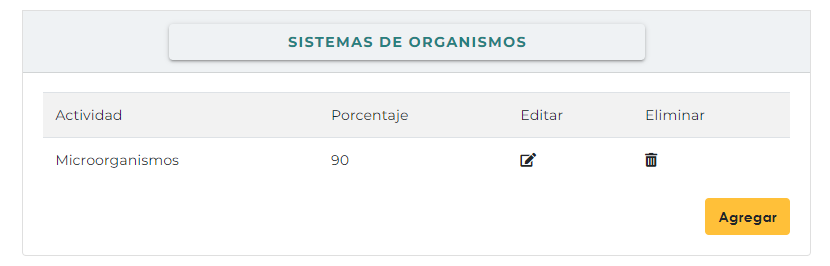 SISTEMAS DE ORGANISMOS
Actividad Porcentaje Editar Eliminar
Microorganismos 90
Agregar